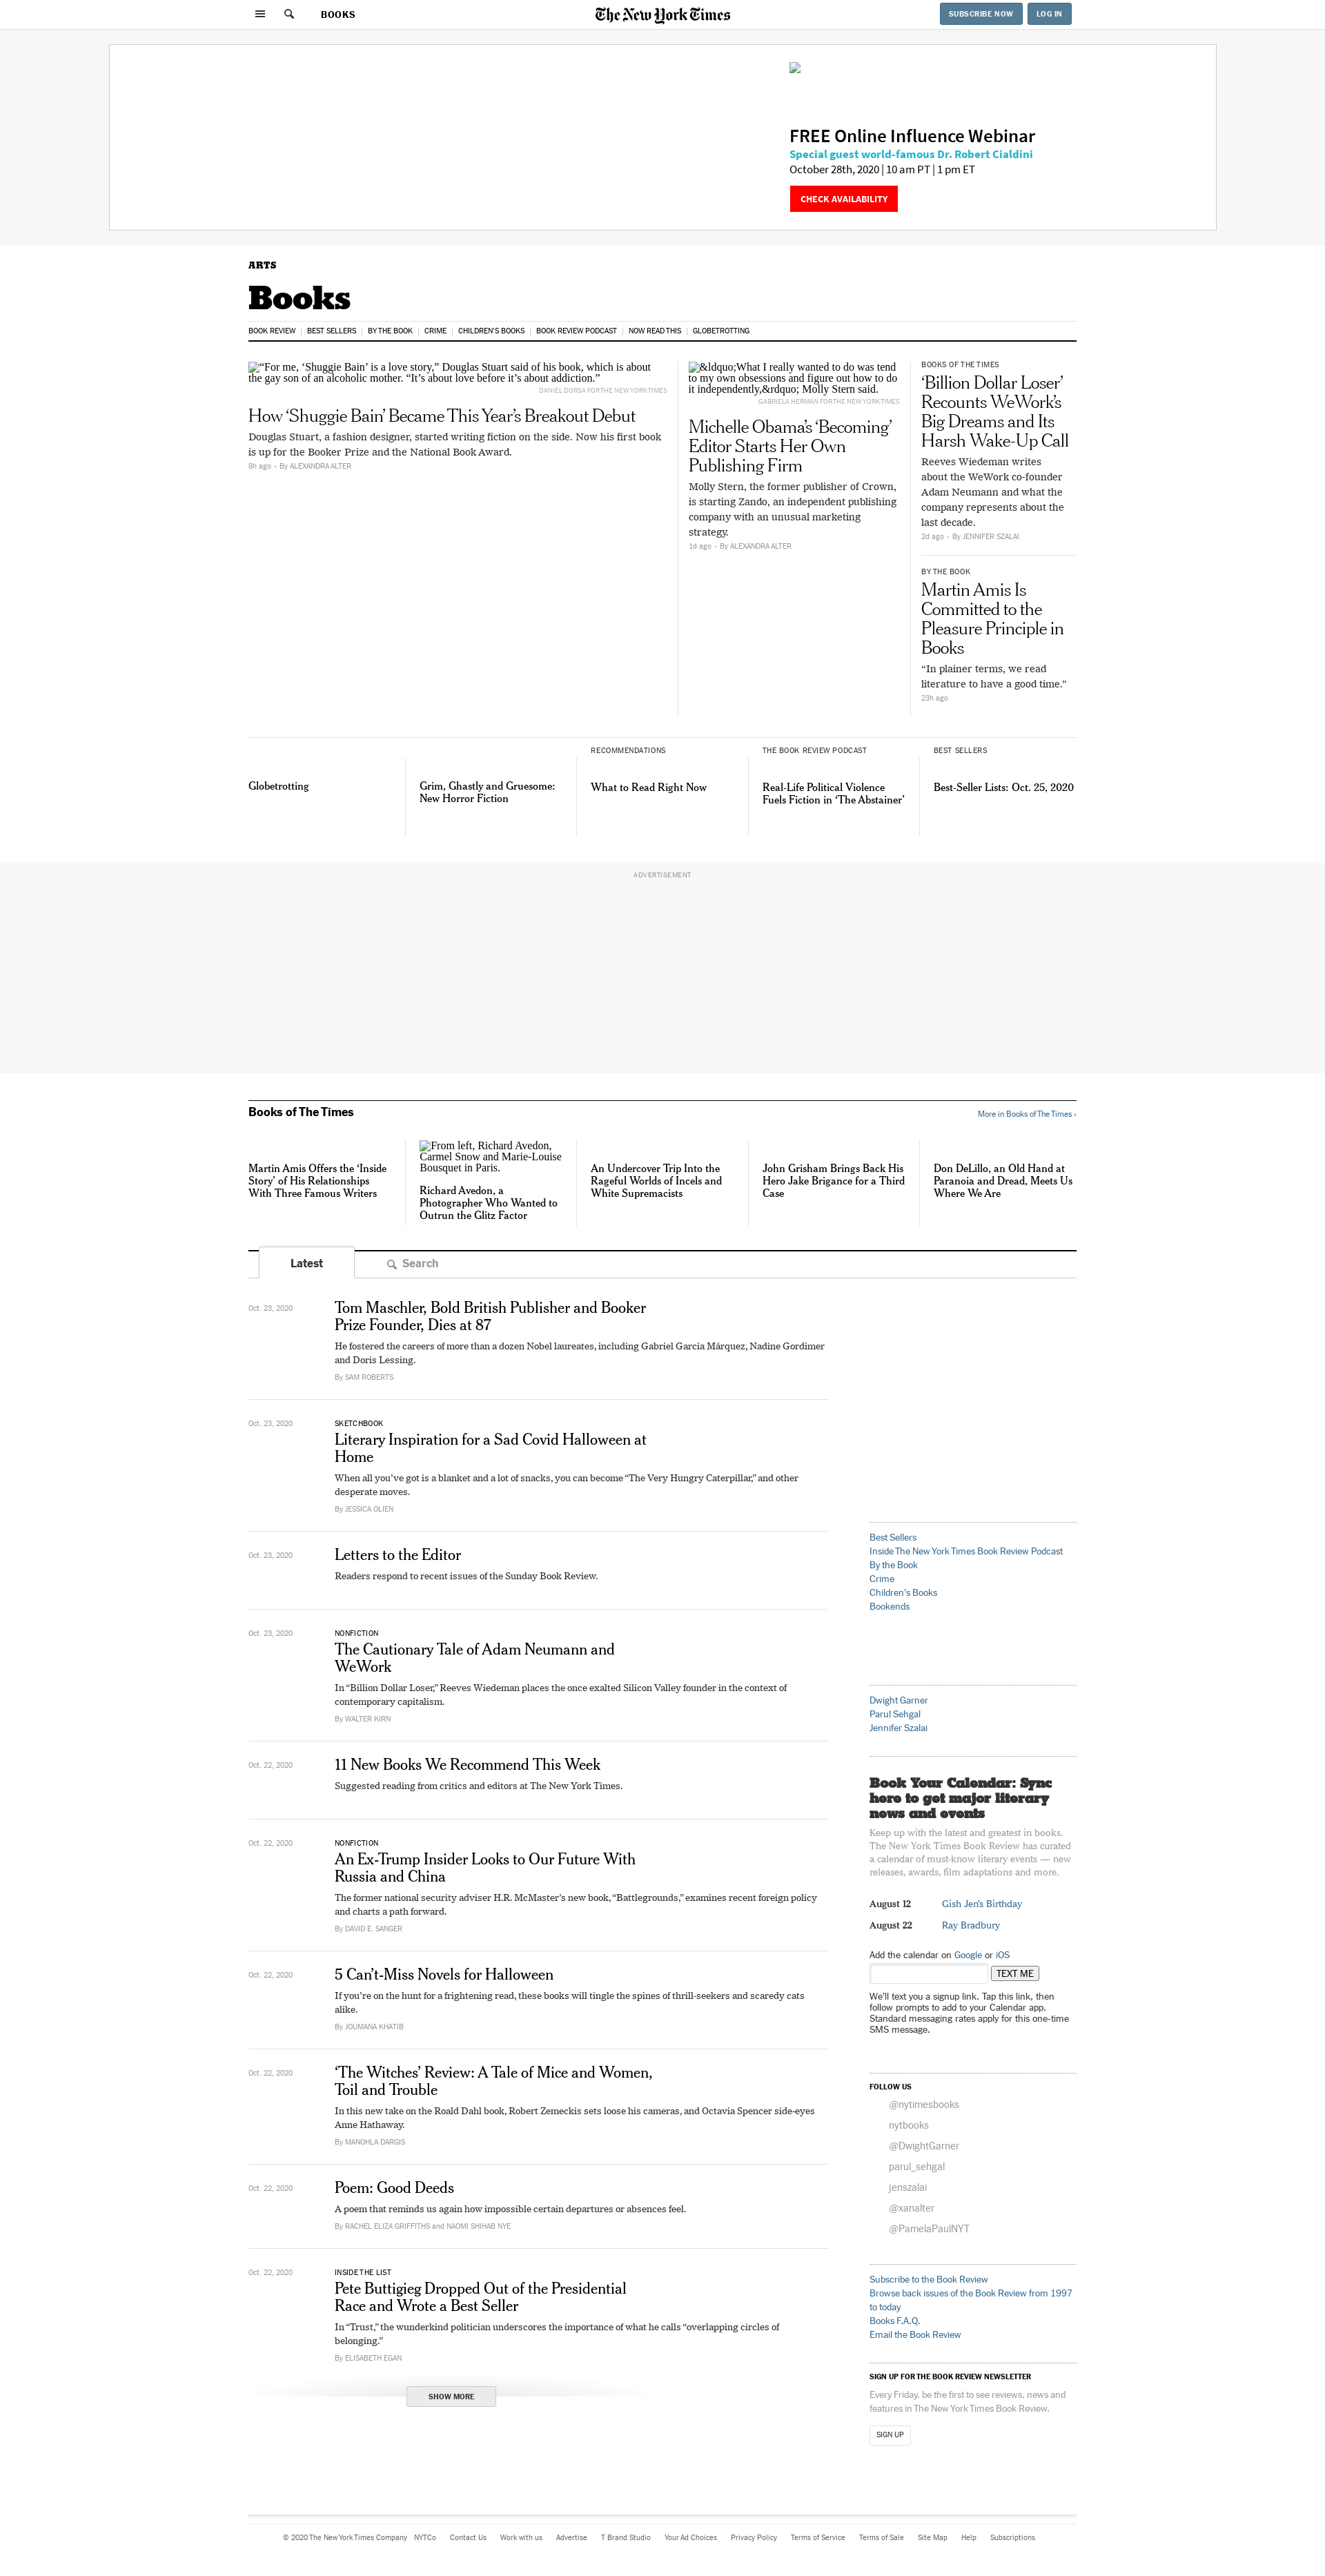 BOOKS
The New York Times
SUBSCRIBE NOW
LOG IN
FREE Online Influence Webinar
Special guest world-famous Dr. Robert Cialdini
October 28th, 2020 | 10 am PT | 1 pm ET
CHECK AVAILABILITY
ARTS
Books
BOOK REVIEW | BEST SELLERS | BY THE BOOK | CRIME | CHILDREN'S BOOKS | BOOK REVIEW PODCAST | NOW READ THIS | GLOBETROTTING
“For me, ‘Shuggie Bain’ is a love story,” Douglas Stuart said of his book, which is about
the gay son of an alcoholic mother. “It’s about love before it’s about addiction.”
DANIEL DORSA FOR THE NEW YORK TIMES
How ‘Shuggie Bain’ Became This Year’s Breakout Debut
Douglas Stuart, a fashion designer, started writing fiction on the side. Now his first book
is up for the Booker Prize and the National Book Award.
8h ago • By ALEXANDRA ALTER
&ldquo;What I really wanted to do was tend
to my own obsessions and figure out how to do
it independently,&rdquo; Molly Stern said.
GABRIELA HERMAN FOR THE NEW YORK TIMES
Michelle Obama’s ‘Becoming’
Editor Starts Her Own
Publishing Firm
Molly Stern, the former publisher of Crown,
is starting Zando, an independent publishing
company with an unusual marketing
strategy.
1d ago • By ALEXANDRA ALTER
BOOKS OF THE TIMES
‘Billion Dollar Loser’
Recounts WeWork’s
Big Dreams and Its
Harsh Wake-Up Call
Reeves Wiedeman writes
about the WeWork co-founder
Adam Neumann and what the
company represents about the
last decade.
2d ago • By JENNIFER SZALAI
BY THE BOOK
Martin Amis Is
Committed to the
Pleasure Principle in
Books
“In plainer terms, we read
literature to have a good time.”
23h ago
Globetrotting
Grim, Ghastly and Gruesome:
New Horror Fiction
RECOMMENDATIONS
What to Read Right Now
THE BOOK REVIEW PODCAST
Real-Life Political Violence
Fuels Fiction in ‘The Abstainer’
BEST SELLERS
Best-Seller Lists: Oct. 25, 2020
ADVERTISEMENT
Books of The Times
More in Books of The Times ›
Martin Amis Offers the ‘Inside
Story’ of His Relationships
With Three Famous Writers
From left, Richard Avedon,
Carmel Snow and Marie-Louise
Bousquet in Paris.
Richard Avedon, a
Photographer Who Wanted to
Outrun the Glitz Factor
An Undercover Trip Into the
Rageful Worlds of Incels and
White Supremacists
John Grisham Brings Back His
Hero Jake Brigance for a Third
Case
Don DeLillo, an Old Hand at
Paranoia and Dread, Meets Us
Where We Are
Latest
Search
Oct. 23, 2020
Tom Maschler, Bold British Publisher and Booker
Prize Founder, Dies at 87
He fostered the careers of more than a dozen Nobel laureates, including Gabriel García Márquez, Nadine Gordimer
and Doris Lessing.
By SAM ROBERTS
Oct. 23, 2020
SKETCHBOOK
Literary Inspiration for a Sad Covid Halloween at
Home
When all you’ve got is a blanket and a lot of snacks, you can become “The Very Hungry Caterpillar,” and other
desperate moves.
By JESSICA OLIEN
Oct. 23, 2020
Letters to the Editor
Readers respond to recent issues of the Sunday Book Review.
Oct. 23, 2020
NONFICTION
The Cautionary Tale of Adam Neumann and
WeWork
In “Billion Dollar Loser,” Reeves Wiedeman places the once exalted Silicon Valley founder in the context of
contemporary capitalism.
By WALTER KIRN
Oct. 22, 2020
11 New Books We Recommend This Week
Suggested reading from critics and editors at The New York Times.
Oct. 22, 2020
NONFICTION
An Ex-Trump Insider Looks to Our Future With
Russia and China
The former national security adviser H.R. McMaster’s new book, “Battlegrounds,” examines recent foreign policy
and charts a path forward.
By DAVID E. SANGER
Oct. 22, 2020
5 Can’t-Miss Novels for Halloween
If you’re on the hunt for a frightening read, these books will tingle the spines of thrill-seekers and scaredy cats
alike.
By JOUMANA KHATIB
Oct. 22, 2020
‘The Witches’ Review: A Tale of Mice and Women,
Toil and Trouble
In this new take on the Roald Dahl book, Robert Zemeckis sets loose his cameras, and Octavia Spencer side-eyes
Anne Hathaway.
By MANOHLA DARGIS
Oct. 22, 2020
Poem: Good Deeds
A poem that reminds us again how impossible certain departures or absences feel.
By RACHEL ELIZA GRIFFITHS and NAOMI SHIHAB NYE
Oct. 22, 2020
INSIDE THE LIST
Pete Buttigieg Dropped Out of the Presidential
Race and Wrote a Best Seller
In “Trust,” the wunderkind politician underscores the importance of what he calls “overlapping circles of
belonging.”
By ELISABETH EGAN
SHOW MORE
Best Sellers
Inside The New York Times Book Review Podcast
By the Book
Crime
Children's Books
Bookends
Dwight Garner
Parul Sehgal
Jennifer Szalai
Book Your Calendar: Sync
here to get major literary
news and events
Keep up with the latest and greatest in books.
The New York Times Book Review has curated
a calendar of must-know literary events — new
releases, awards, film adaptations and more.
August 12 Gish Jen's Birthday
August 22 Ray Bradbury
Add the calendar on Google or iOS
TEXT ME
We'll text you a signup link. Tap this link, then
follow prompts to add to your Calendar app.
Standard messaging rates apply for this one-time
SMS message.
FOLLOW US
@nytimesbooks
nytbooks
@DwightGarner
parul_sehgal
jenszalai
@xanalter
@PamelaPaulNYT
Subscribe to the Book Review
Browse back issues of the Book Review from 1997
to today
Books F.A.Q.
Email the Book Review
SIGN UP FOR THE BOOK REVIEW NEWSLETTER
Every Friday, be the first to see reviews, news and
features in The New York Times Book Review.
SIGN UP
© 2020 The New York Times Company NYTCo Contact Us Work with us Advertise T Brand Studio Your Ad Choices Privacy Policy Terms of Service Terms of Sale Site Map Help Subscriptions